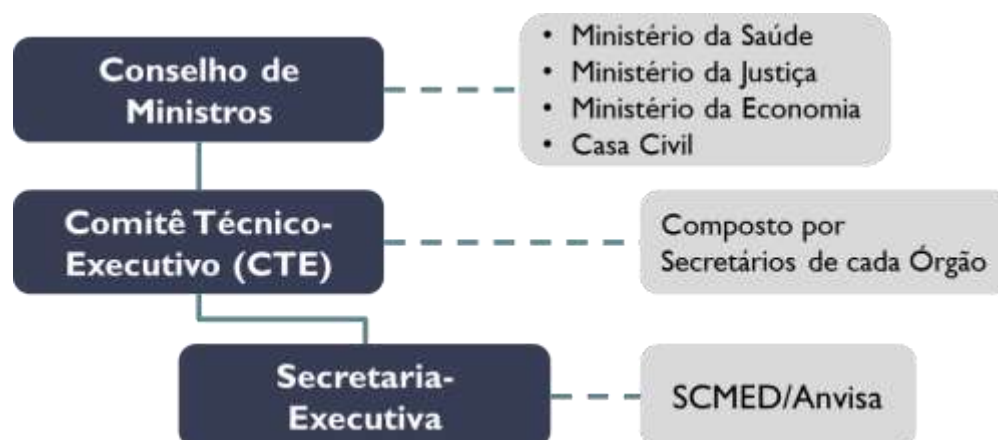 Conselho de
Ministros
• Ministério da Saúde
• Ministério da Justiça
• Ministério da Economia
• Casa Civil
Comitê Técnico-
Executivo (CTE)
Composto por
Secretários de cada Órgão
Secretaria-
Executiva
SCMED/Anvisa